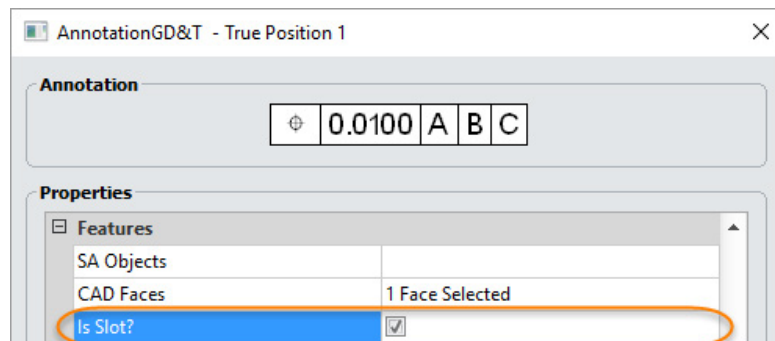 AnnotationGD&T - True Position 1
Annotation
⌖ 0.0100 A B C
Properties
Features
SA Objects
CAD Faces 1 Face Selected
Is Slot?